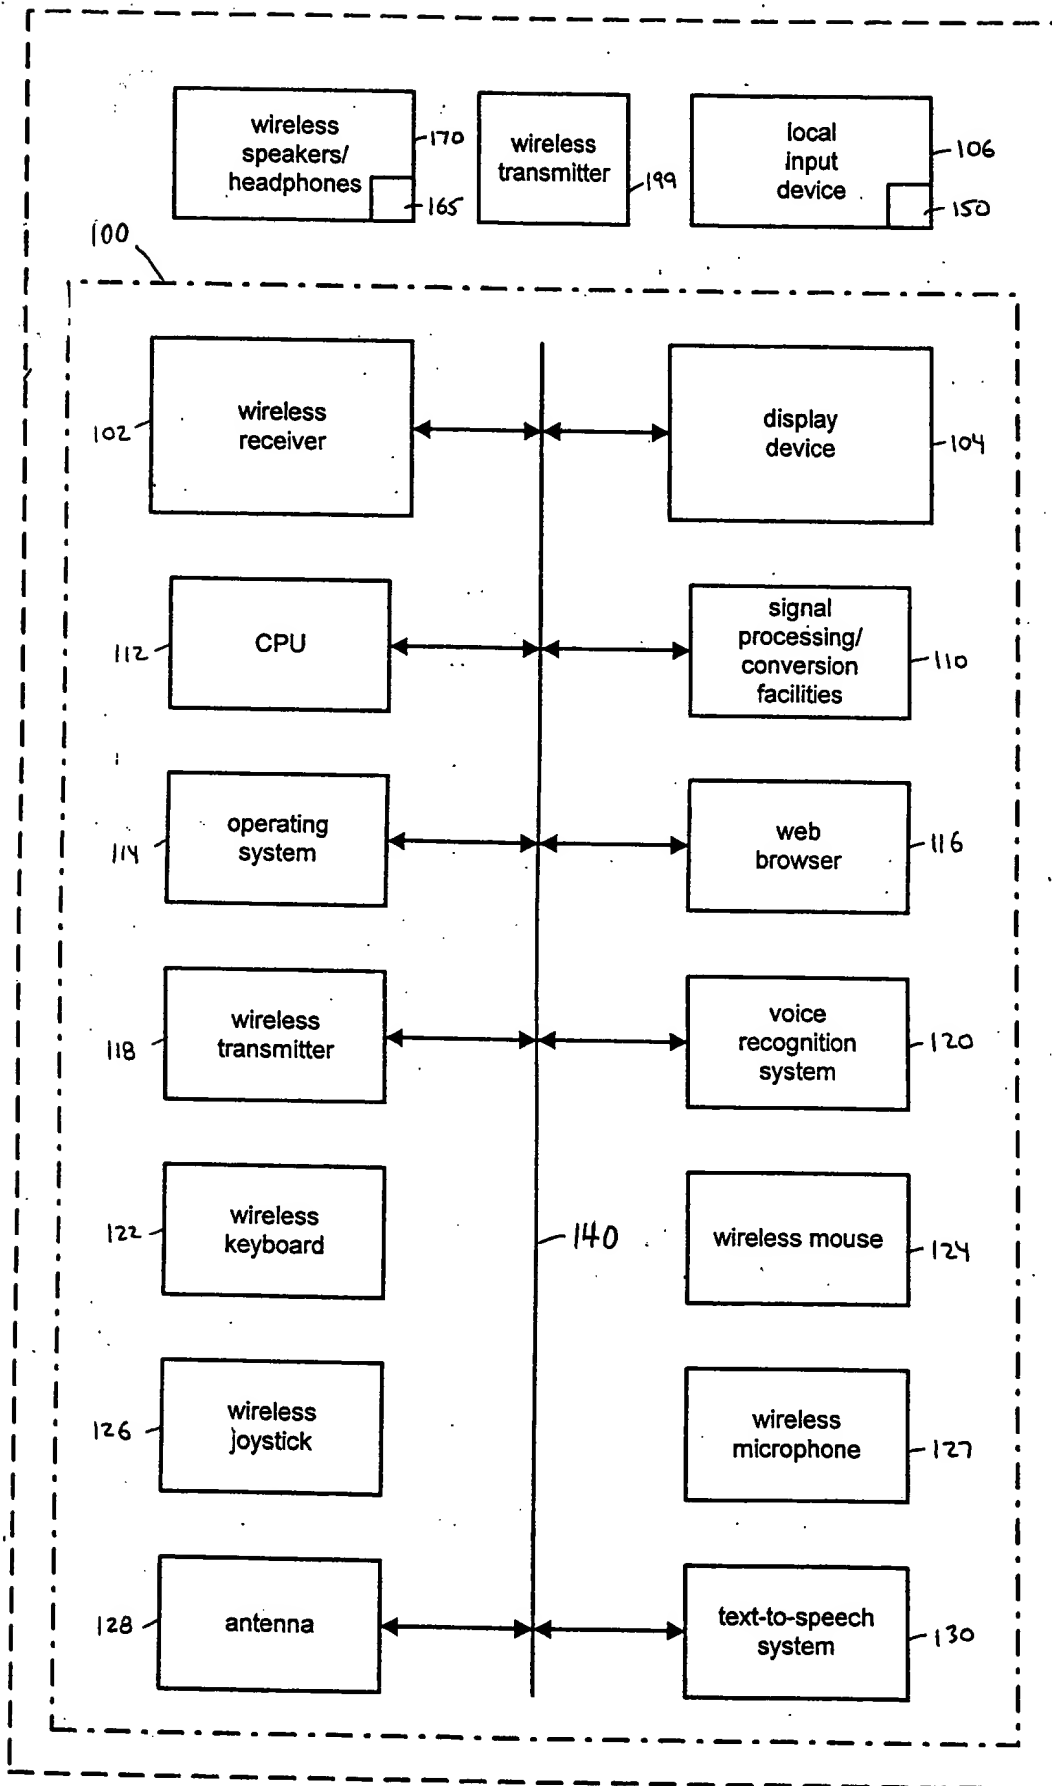 wireless
speakers/
headphones
170
165
wireless
transmitter
199
local
input
device
106
150
100
wireless
receiver
102
display
device
104
CPU
112
signal
processing/
conversion
facilities
110
operating
system
114
web
browser
116
wireless
transmitter
118
voice
recognition
system
120
wireless
keyboard
122
140
wireless mouse
124
wireless
joystick
126
wireless
microphone
127
antenna
128
text-to-speech
system
130